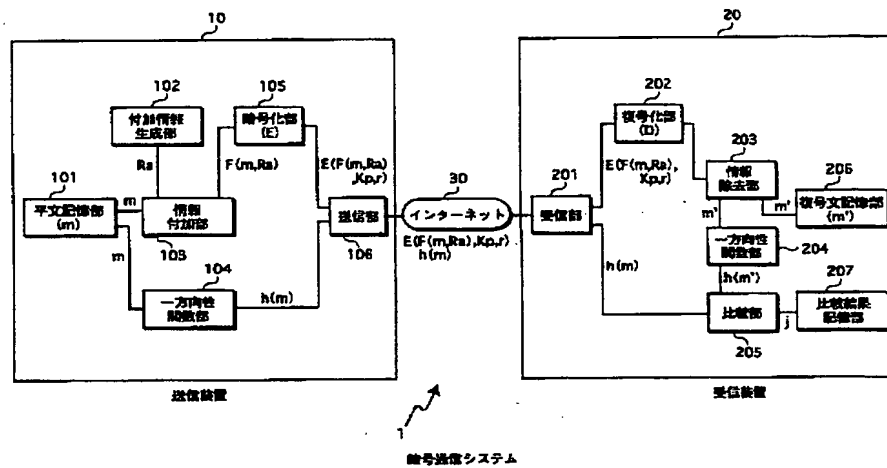 10
20
102
付加情報
生成部
105
暗号化部
(E)
202
復号化部
(D)
203
情報
除去部
206
復号文記憶部
(m')
Ra
F(m,Ra)
E(F(m,Ra)
,Kp,r)
E(F(m,Ra),
Kp,r)
101
平文記憶部
(m)
m
情報
付加部
103
送信部
106
30
インターネット
E(F(m,Ra),Kp,r)
h(m)
201
受信部
m'
m'
一方向性
関数部
204
m
104
一方向性
関数部
h(m)
h(m)
h(m')
比較部
205
j
207
比較結果
記憶部
送信装置
受信装置
1
暗号通信システム